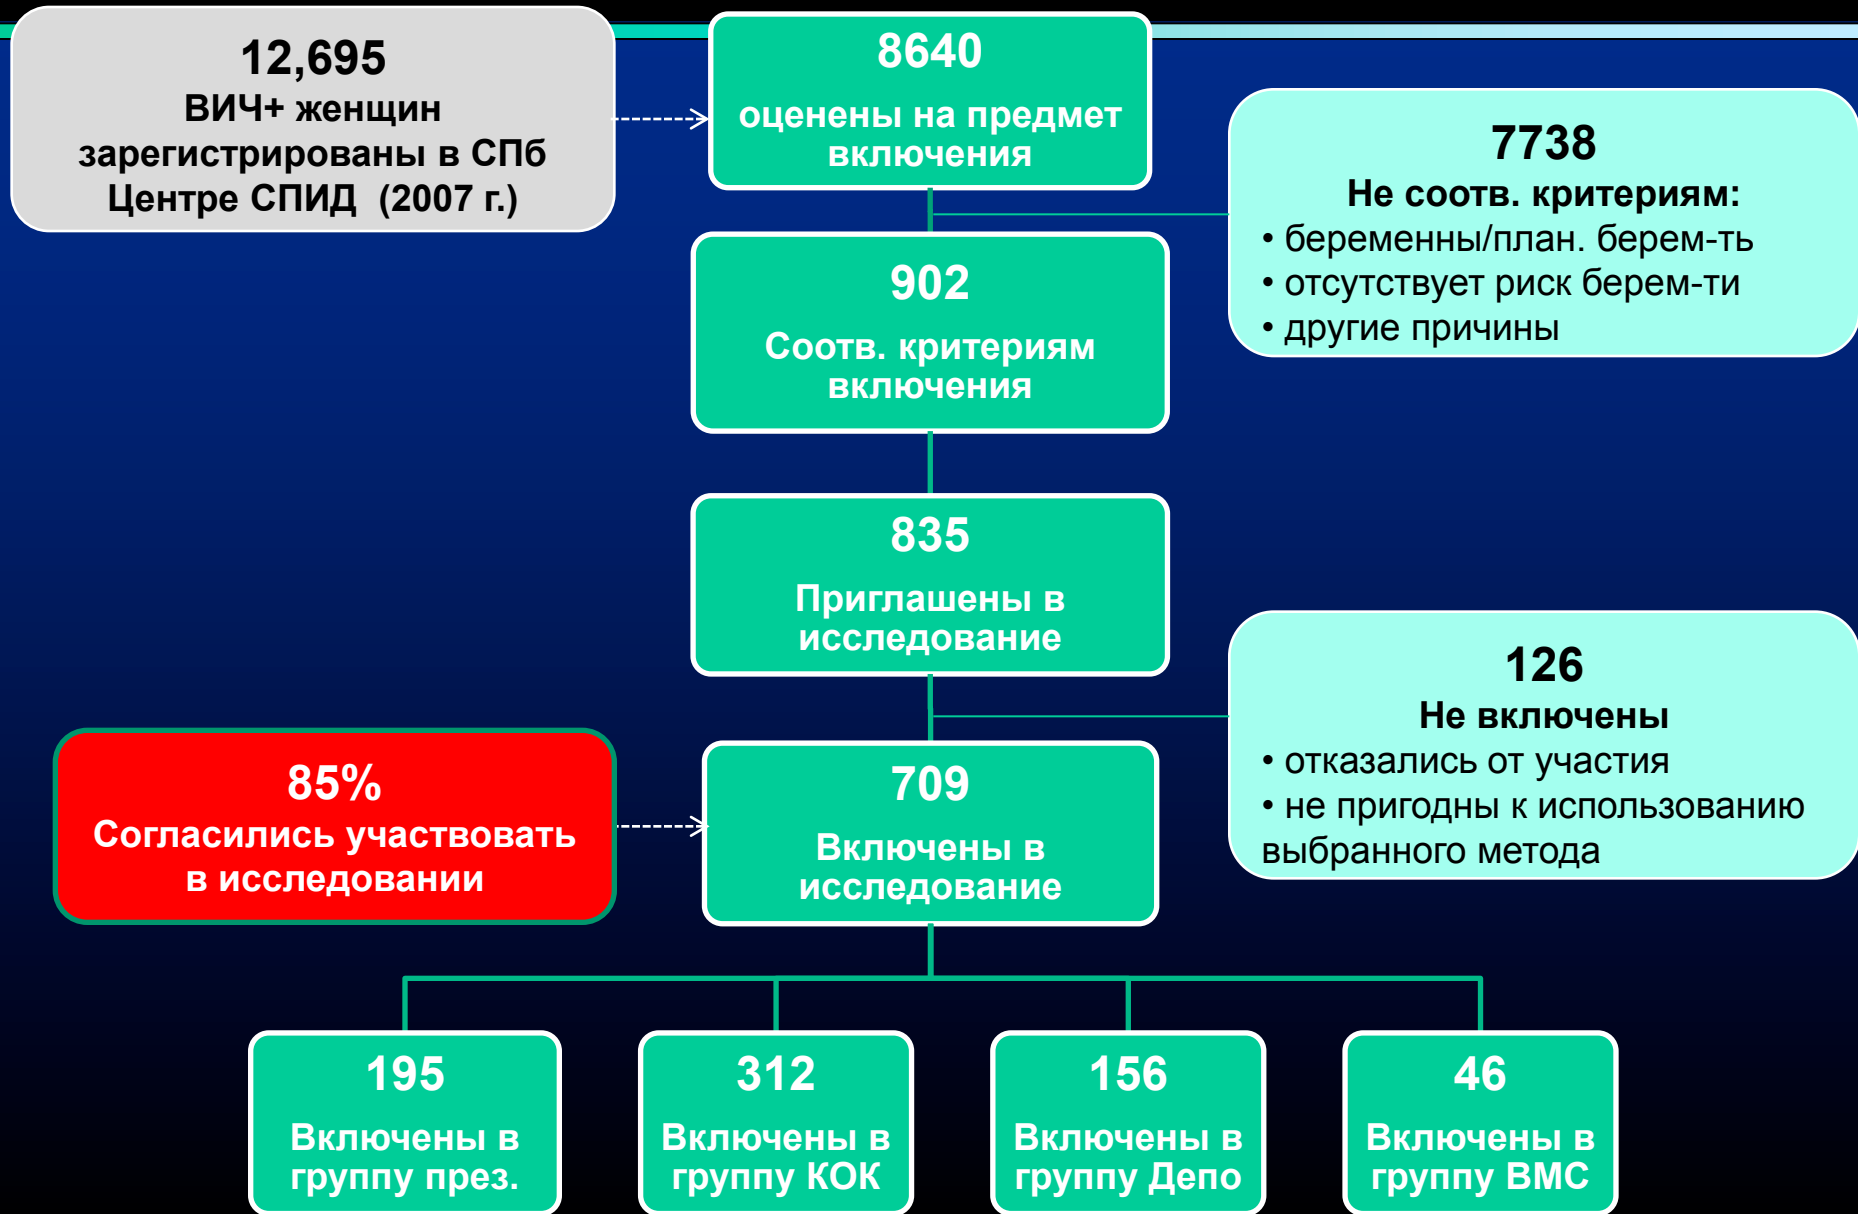 12,695
ВИЧ+ женщин
зарегистрированы в СПб
Центре СПИД (2007 г.)
8640
оценены на предмет
включения
7738
Не соотв. критериям:
• беременны/план. берем-ть
• отсутствует риск берем-ти
• другие причины
902
Соотв. критериям
включения
835
Приглашены в
исследование
126
Не включены
• отказались от участия
• не пригодны к использованию
выбранного метода
85%
Согласились участвовать
в исследовании
709
Включены в
исследование
195
Включены в
группу през.
312
Включены в
группу КОК
156
Включены в
группу Депо
46
Включены в
группу ВМС